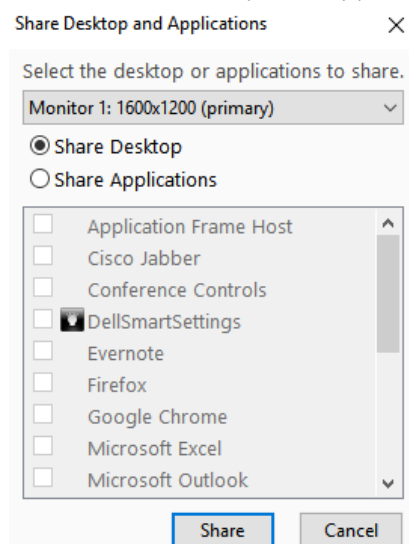 Share Desktop and Applications
Select the desktop or applications to share.
Monitor 1: 1600x1200 (primary)
Share Desktop
Share Applications
Application Frame Host
Cisco Jabber
Conference Controls
DellSmartSettings
Evernote
Firefox
Google Chrome
Microsoft Excel
Microsoft Outlook
Share Cancel